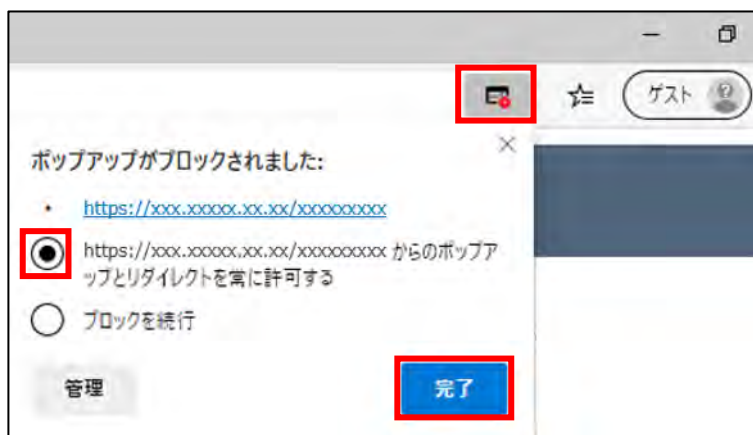 ゲスト
ポップアップがブロックされました:
・ https://xxx.xxxxx.xx.xx/xxxxxxxxx
https://xxx.xxxxx.xx.xx/xxxxxxxxx からのポップア
ップとリダイレクトを常に許可する
ブロックを続行
管理
完了